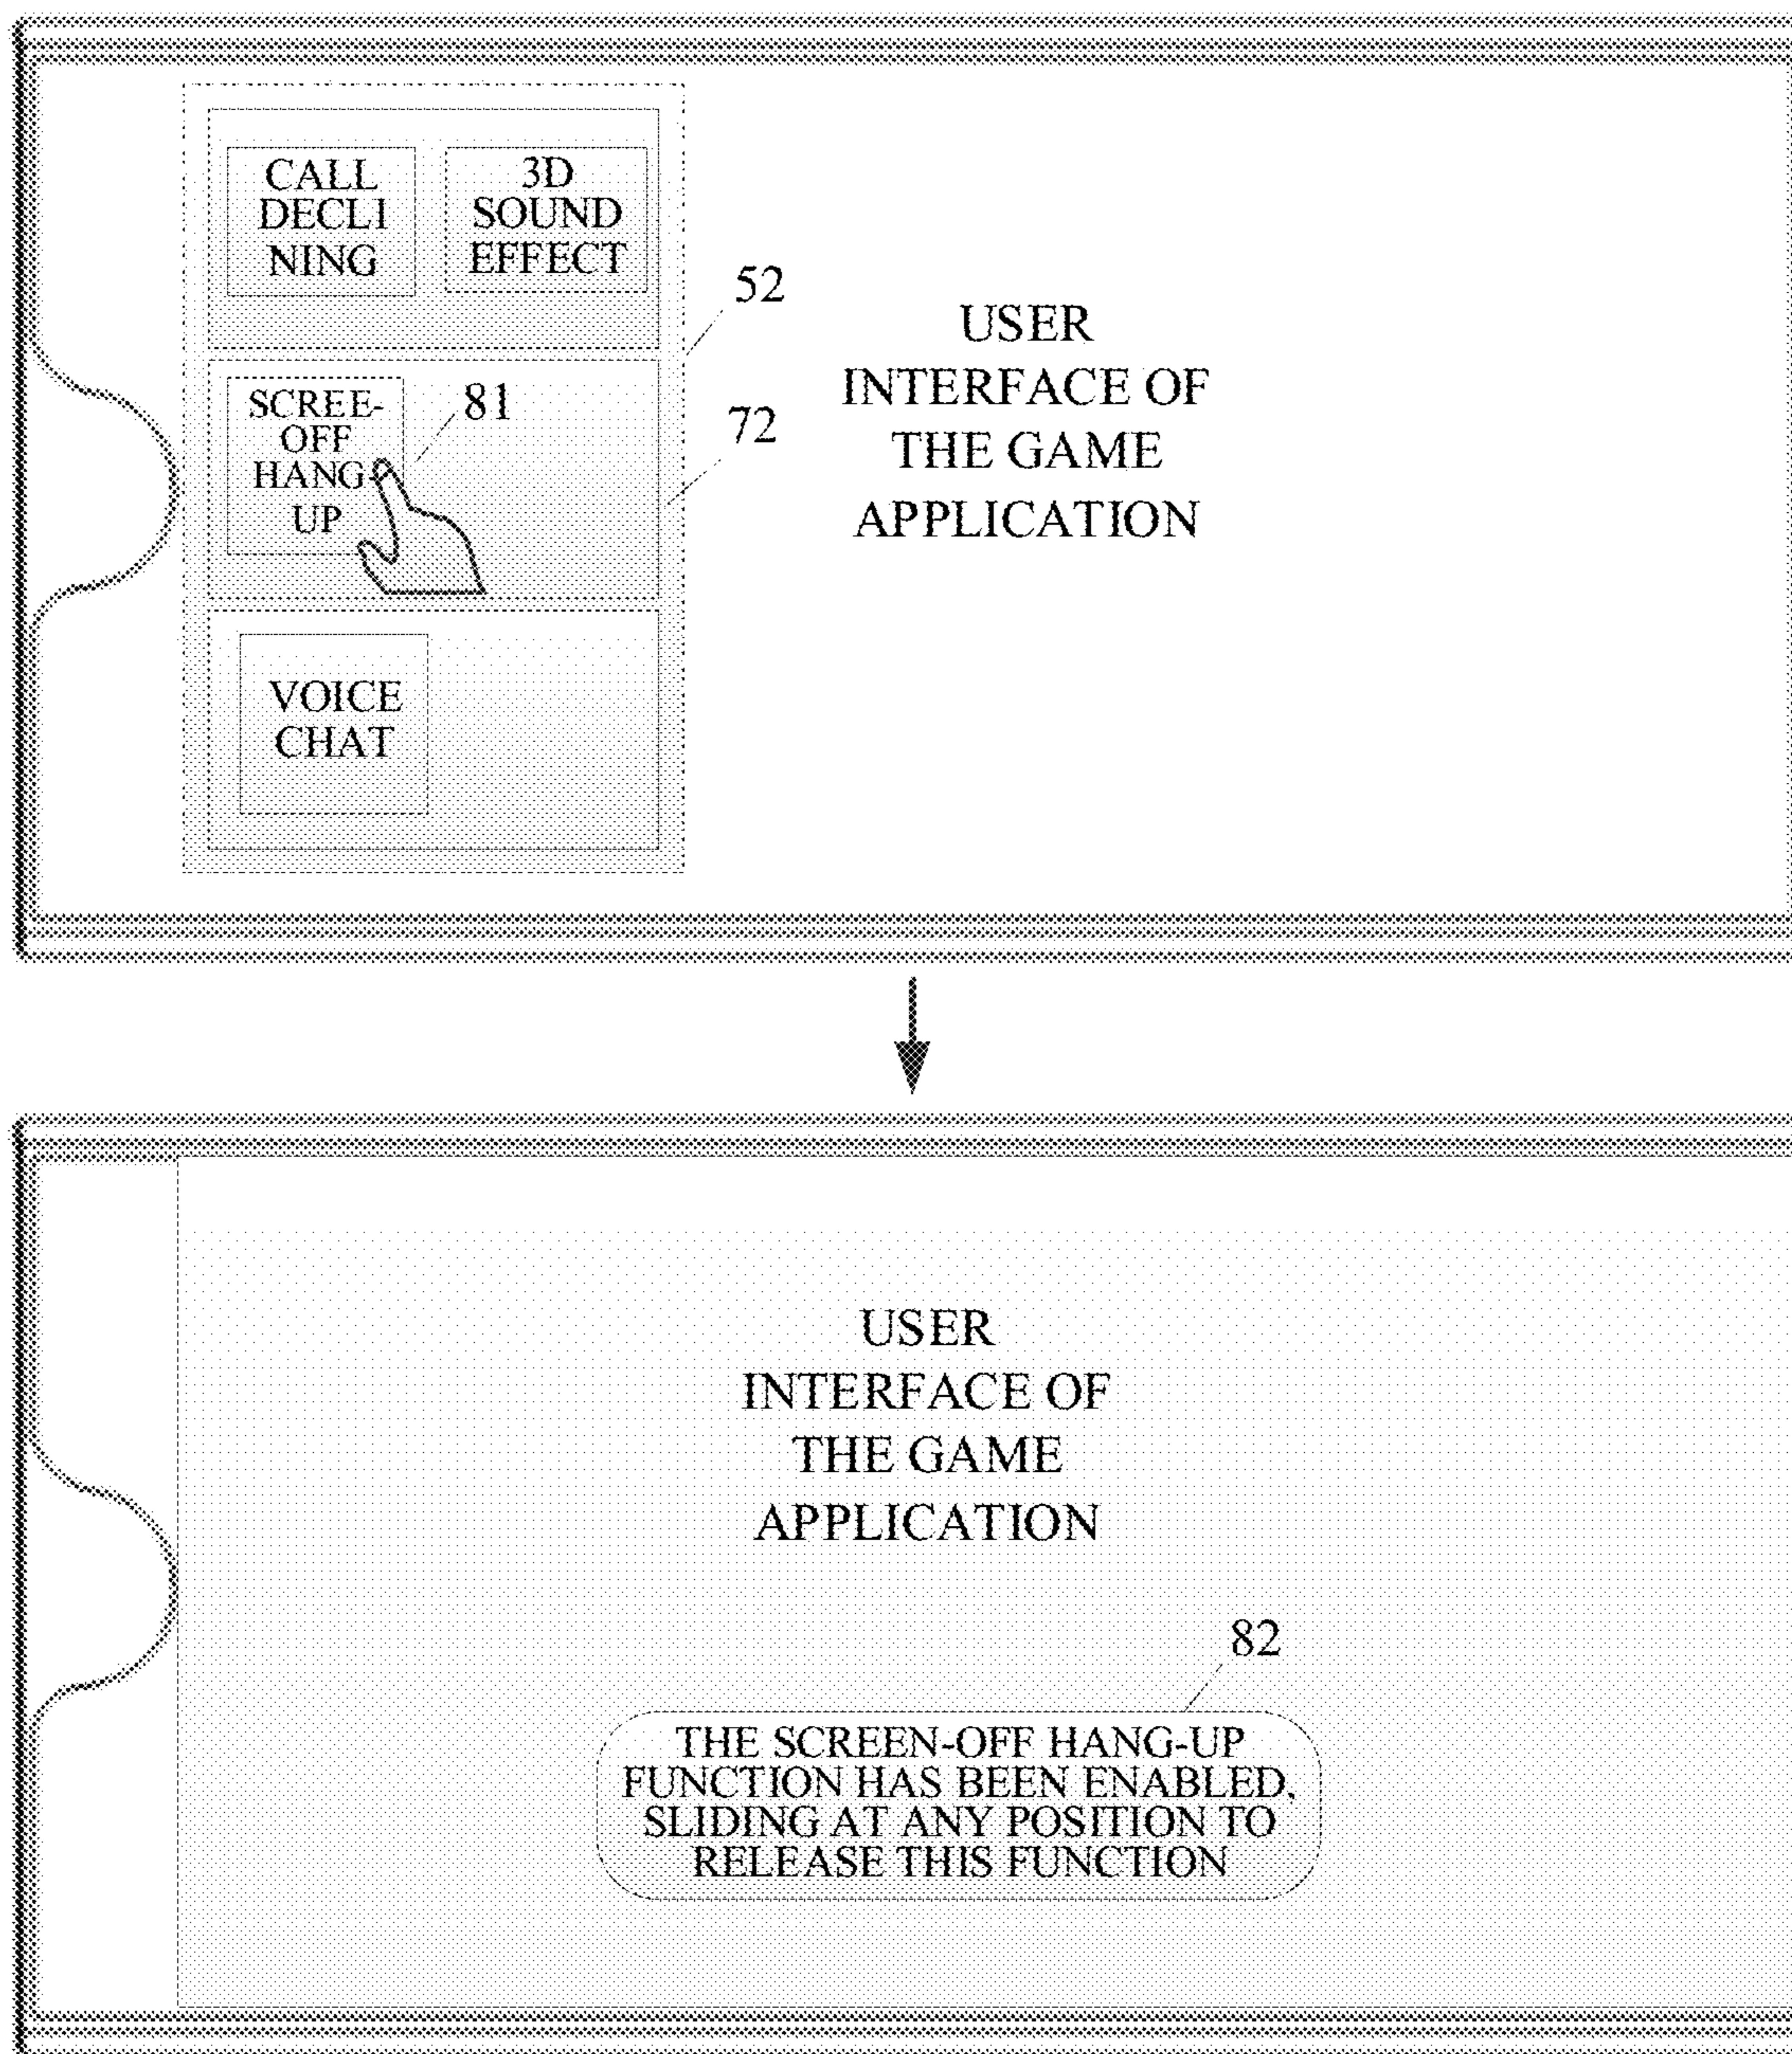 CALL
DECLI
NING
3D
SOUND
EFFECT
52
SCREE-
OFF
HANG-
UP
81
72
VOICE
CHAT
USER
INTERFACE OF
THE GAME
APPLICATION
USER
INTERFACE OF
THE GAME
APPLICATION
82
THE SCREEN-OFF HANG-UP
FUNCTION HAS BEEN ENABLED,
SLIDING AT ANY POSITION TO
RELEASE THIS FUNCTION